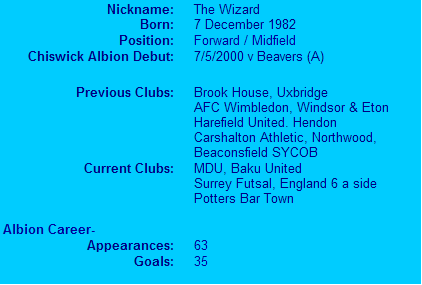 Nickname: The Wizard
Born: 7 December 1982
Position: Forward / Midfield
Chiswick Albion Debut: 7/5/2000 v Beavers (A)
Previous Clubs: Brook House, Uxbridge
AFC Wimbledon, Windsor & Eton
Harefield United. Hendon
Carshalton Athletic, Northwood,
Beaconsfield SYCOB
Current Clubs: MDU, Baku United
Surrey Futsal, England 6 a side
Potters Bar Town
Albion Career-
Appearances: 63
Goals: 35